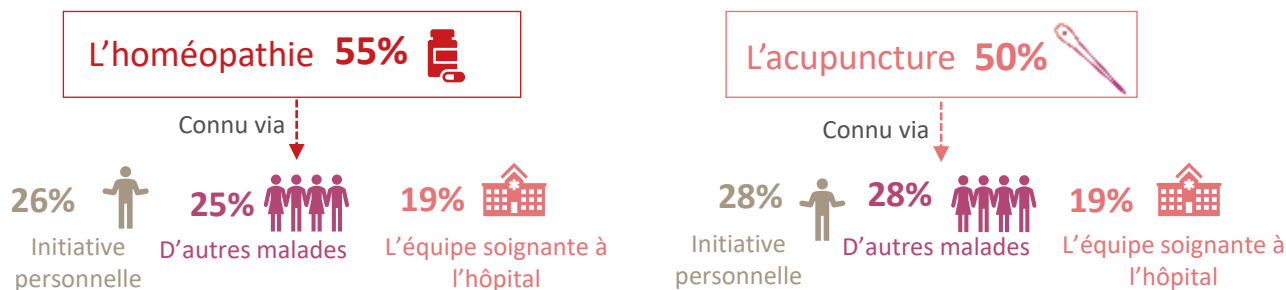 L'homéopathie 55%
Connu via
26%
Initiative
personnelle
25%
D'autres malades
19%
L'équipe soignante à
l'hôpital
L'acupuncture 50%
Connu via
28%
Initiative
personnelle
28%
D'autres malades
19%
L'équipe soignante à
l'hôpital